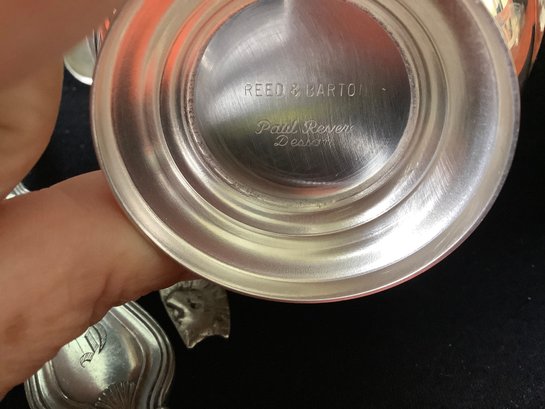 REED & BARTON
Paul Revere
Design
D